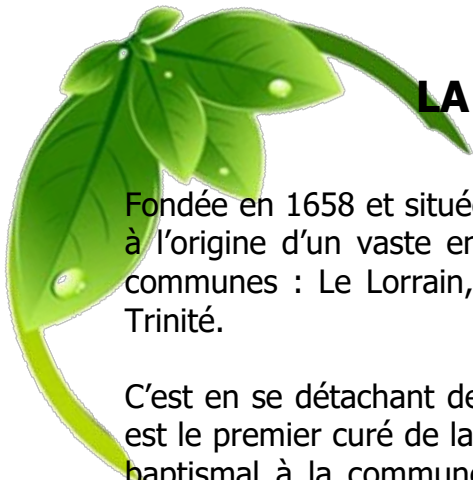 LA
Fondée en 1658 et située
à l’origine d’un vaste en
communes : Le Lorrain,
Trinité.
C’est en se détachant de
est le premier curé de la
baptismal à la commune